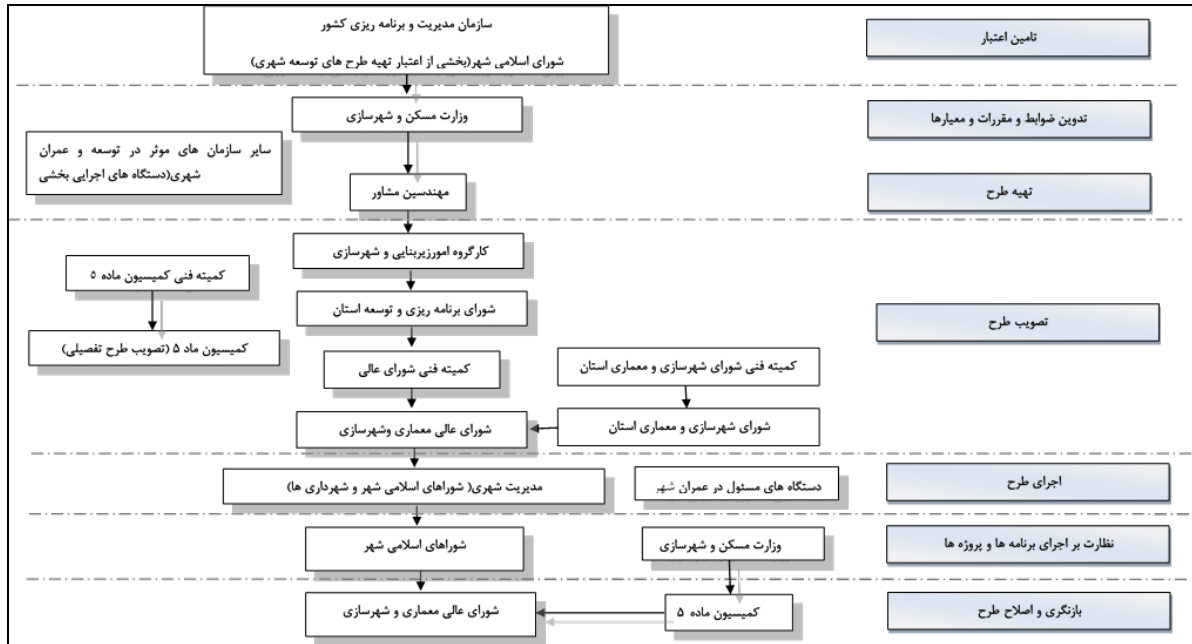 سازمان مدیریت و برنامه ریزی کشور
شورای اسلامی شهر(بخشی از اعتبار تهیه طرح های توسعه شهری)
تامین اعتبار
وزارت مسکن و شهرسازی
تدوین ضوابط و مقررات و معیارها
سایر سازمان های موثر در توسعه و عمران
شهری(دستگاه های اجرایی بخشی
مهندسین مشاور
تهیه طرح
کارگروه امورزیربنایی و شهرسازی
کمیته فنی کمیسیون ماده ۵
شورای برنامه ریزی و توسعه استان
تصویب طرح
کمیسیون ماد ۵ (تصویب طرح تفصیلی)
کمیته فنی شورای عالی
کمیته فنی شورای شهرسازی و معماری استان
شورای عالی معماری وشهرسازی
شورای شهرسازی و معماری استان
اجرای طرح
دستگاه های مسئول در عمران شهر
مدیریت شهری( شوراهای اسلامی شهر و شهرداری ها)
نظارت بر اجرای برنامه ها و پروژه ها
وزارت مسکن و شهرسازی
شوراهای اسلامی شهر
بازنگری و اصلاح طرح
کمیسیون ماده ۵
شورای عالی معماری و شهرسازی